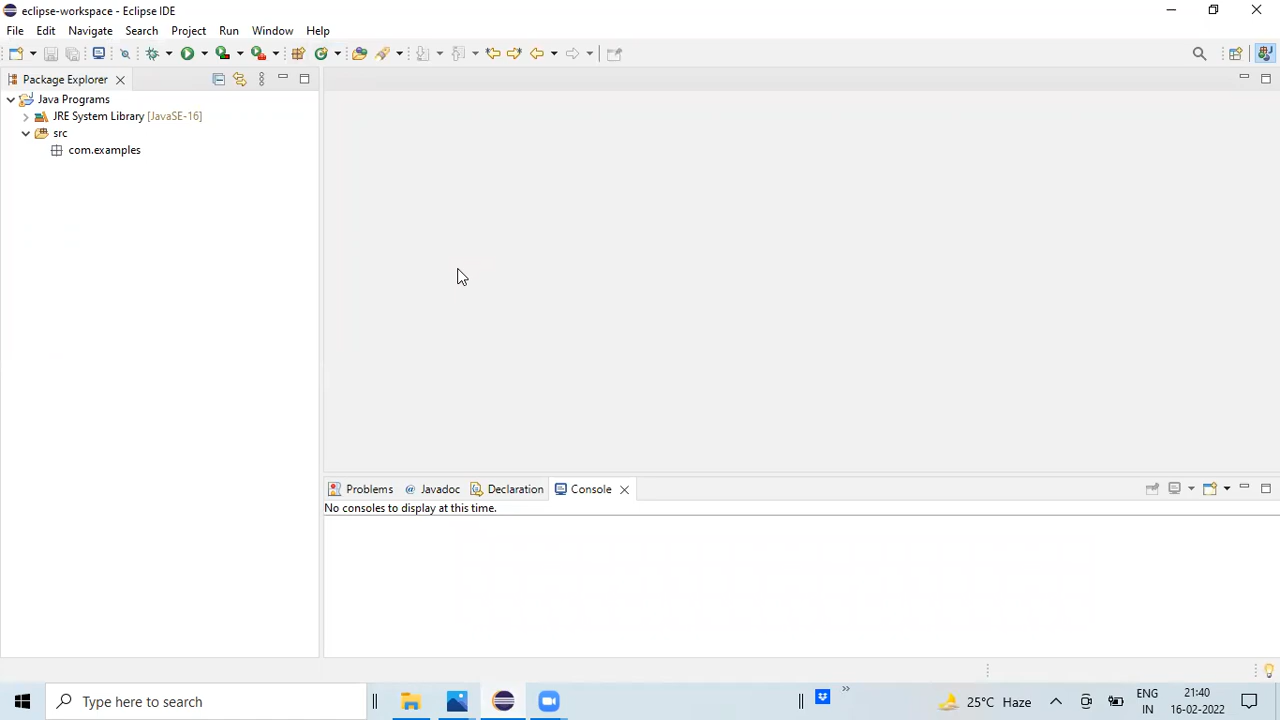 eclipse-workspace - Eclipse IDE
File Edit Navigate Search Project Run Window Help
Package Explorer
Java Programs
JRE System Library [JavaSE-16]
src
com.examples
Problems @ Javadoc Declaration Console
No consoles to display at this time.
Type here to search
25°C Haze
ENG
IN
21:40
16-02-2022